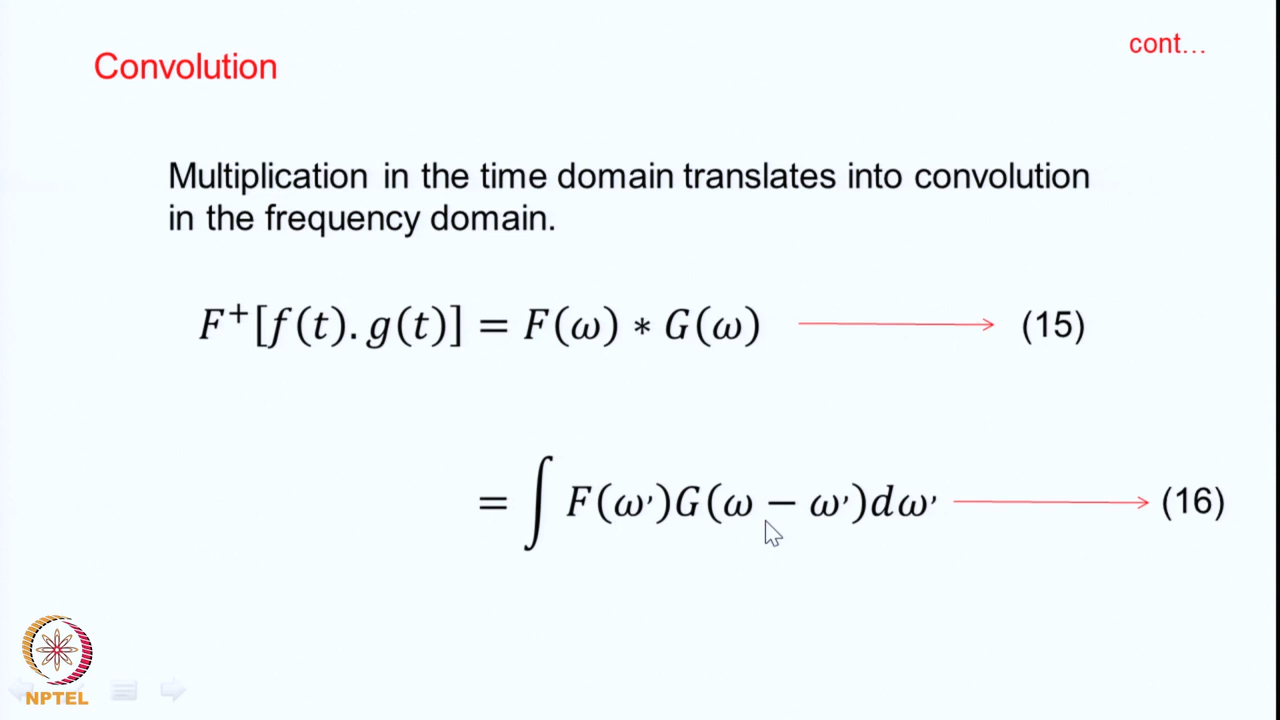 cont...
Convolution
Multiplication in the time domain translates into convolution
in the frequency domain.
F⁺[f(t).g(t)] = F(ω) ∗ G(ω) (15)
= ∫ F(ω’)G(ω − ω’)dω’ (16)
NPTEL